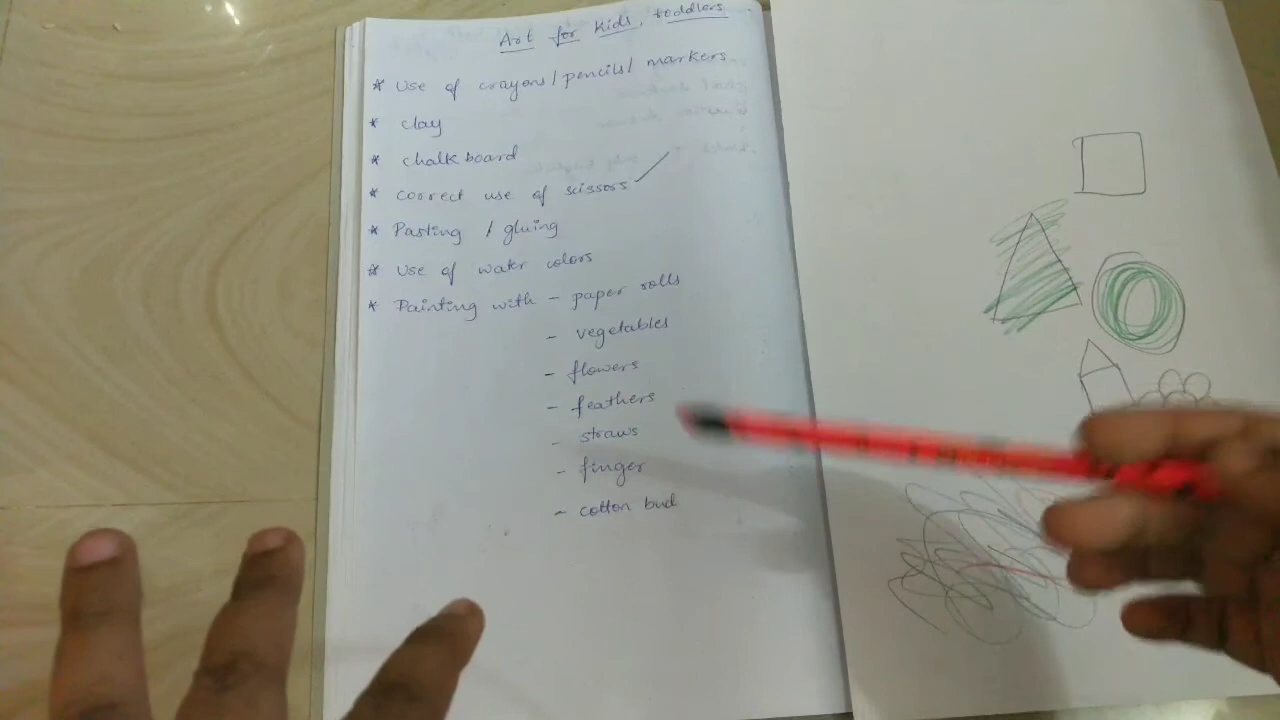 Art for Kids, toddlers
* Use of crayons/pencils/ markers
* clay
* chalk board
* correct use of scissors
* Pasting / gluing
* Use of water colors
* Painting with - paper rolls
- vegetables
- flowers
- feathers
- straws
- finger
- cotton bud